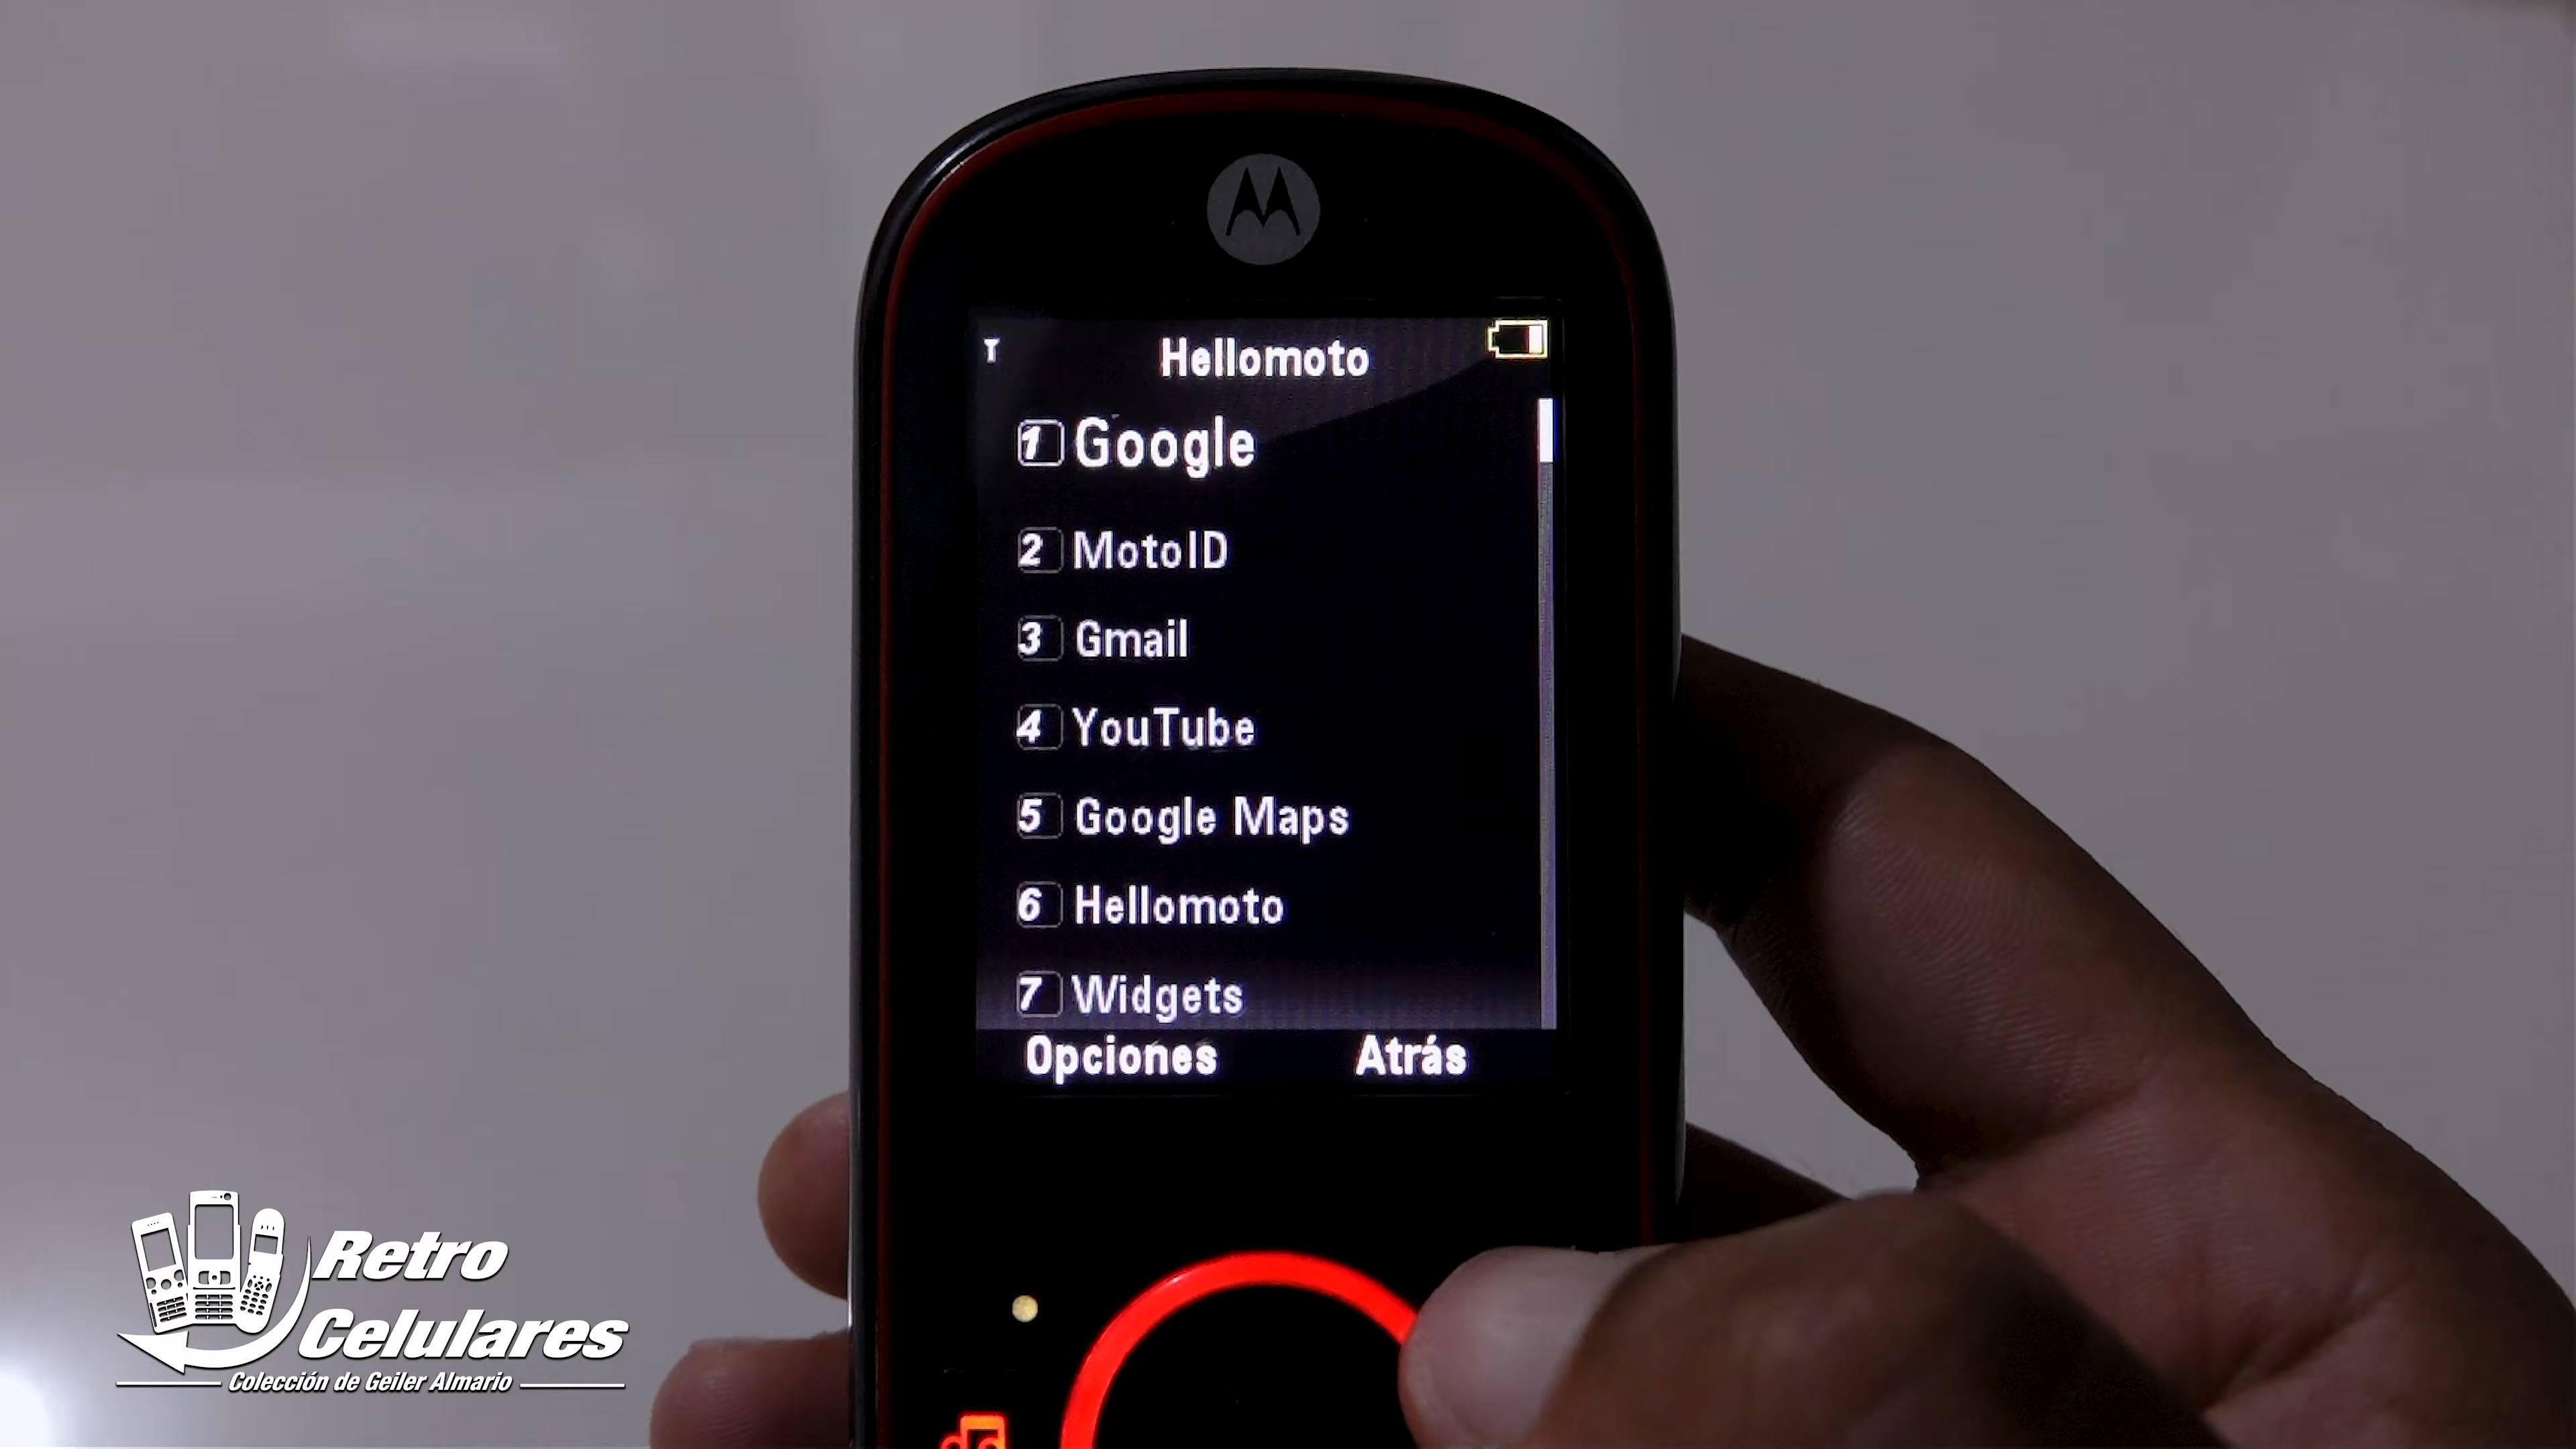 Hellomoto
1 Google
2 MotoID
3 Gmail
4 YouTube
5 Google Maps
6 Hellomoto
7 Widgets
Opciones Atrás
Retro
Celulares
Colección de Geiler Almario